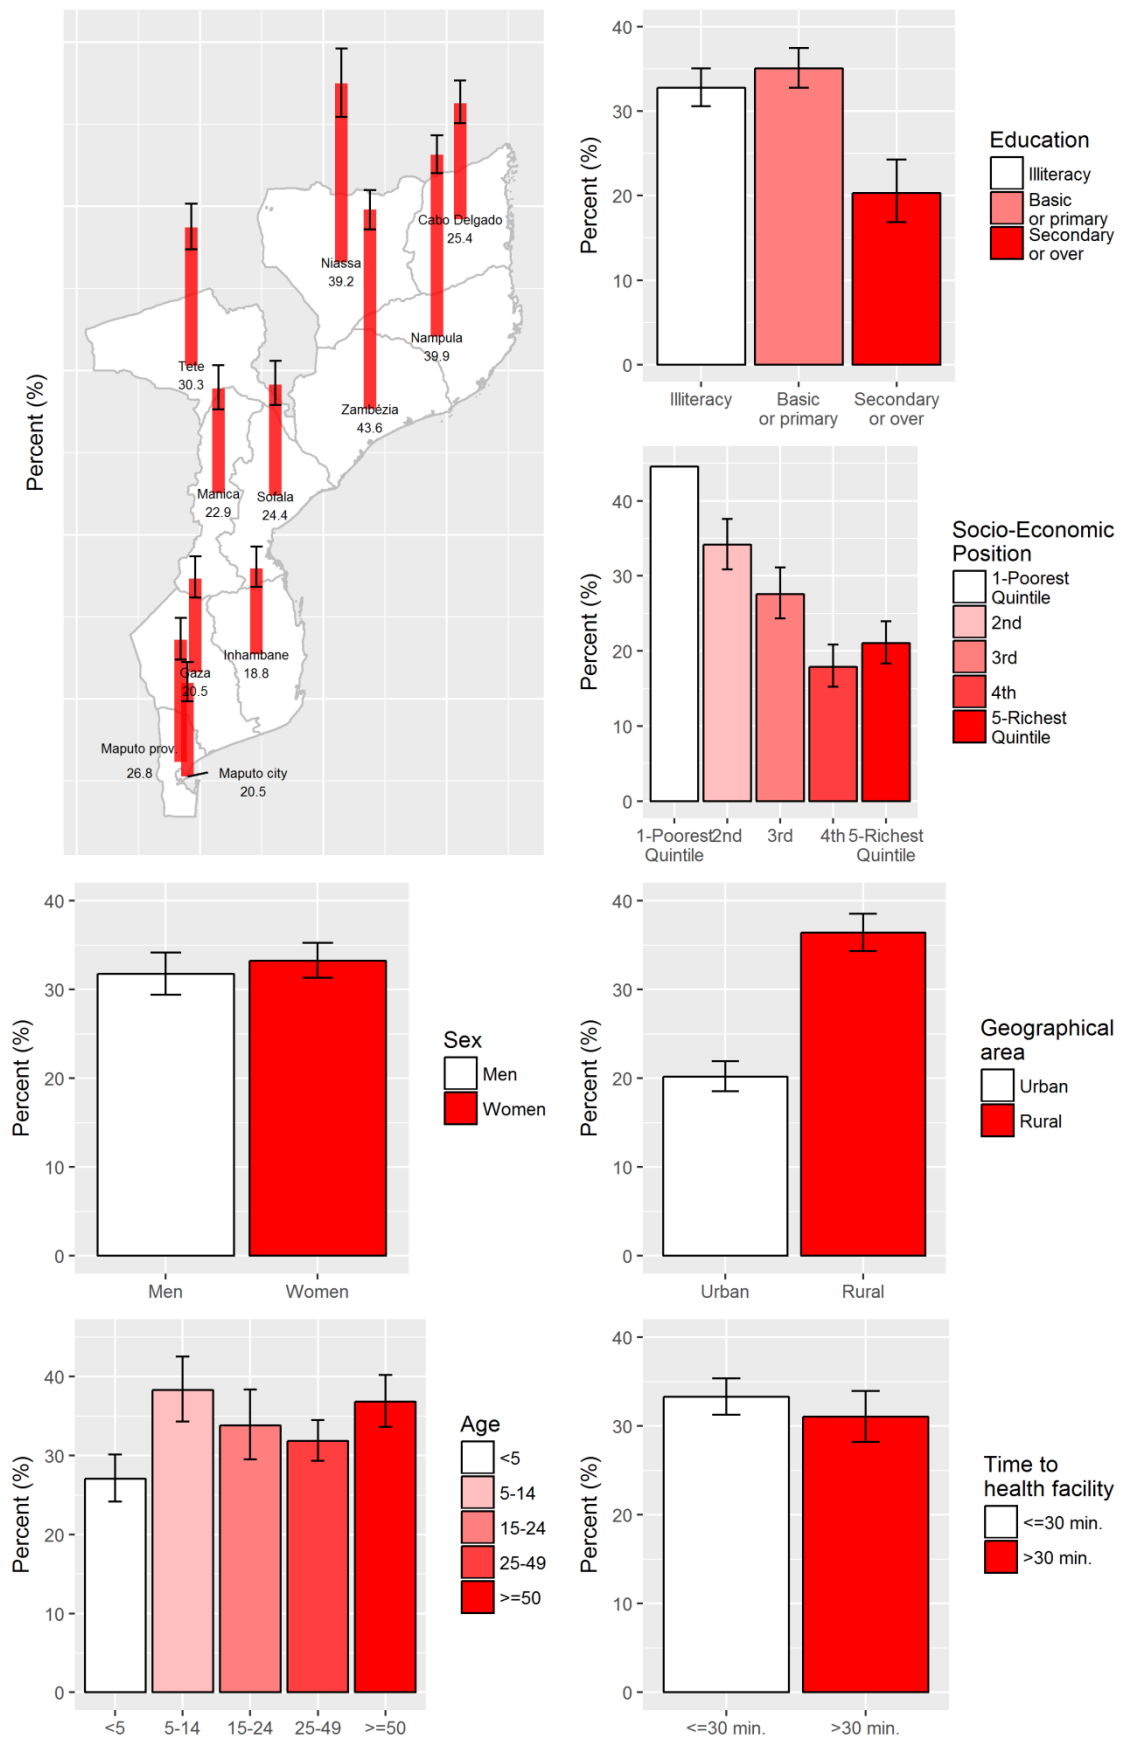 Percent (%)
Cabo Delgado
25.4
Niassa
39.2
Nampula
39.9
Tete
30.3
Zambézia
43.6
Manica
22.9
Sofala
24.4
Inhambane
18.8
Gaza
20.5
Maputo prov.
26.8
Maputo city
20.5
Percent (%)
40
30
20
10
0
Illiteracy
Basic
or primary
Secondary
or over
Education
Illiteracy
Basic
or primary
Secondary
or over
Percent (%)
40
30
20
10
0
1-Poorest
Quintile
2nd
3rd
4th
5-Richest
Quintile
Socio-Economic
Position
1-Poorest
Quintile
2nd
3rd
4th
5-Richest
Quintile
Percent (%)
40
30
20
10
0
Men
Women
Sex
Men
Women
Percent (%)
40
30
20
10
0
Urban
Rural
Geographical
area
Urban
Rural
Percent (%)
40
30
20
10
0
<5
5-14
15-24
25-49
>=50
Age
<5
5-14
15-24
25-49
>=50
Percent (%)
40
30
20
10
0
<=30 min.
>30 min.
Time to
health facility
<=30 min.
>30 min.